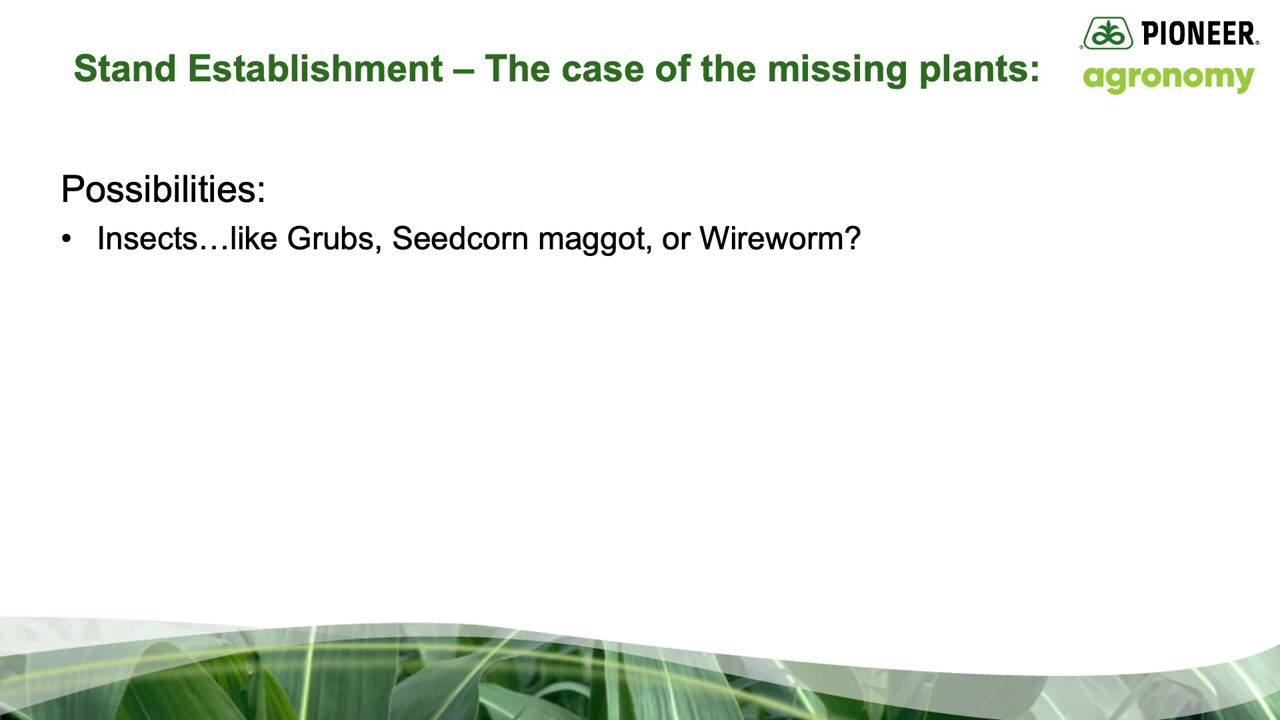 Stand Establishment – The case of the missing plants:
PIONEER®
agronomy
Possibilities:
• Insects…like Grubs, Seedcorn maggot, or Wireworm?